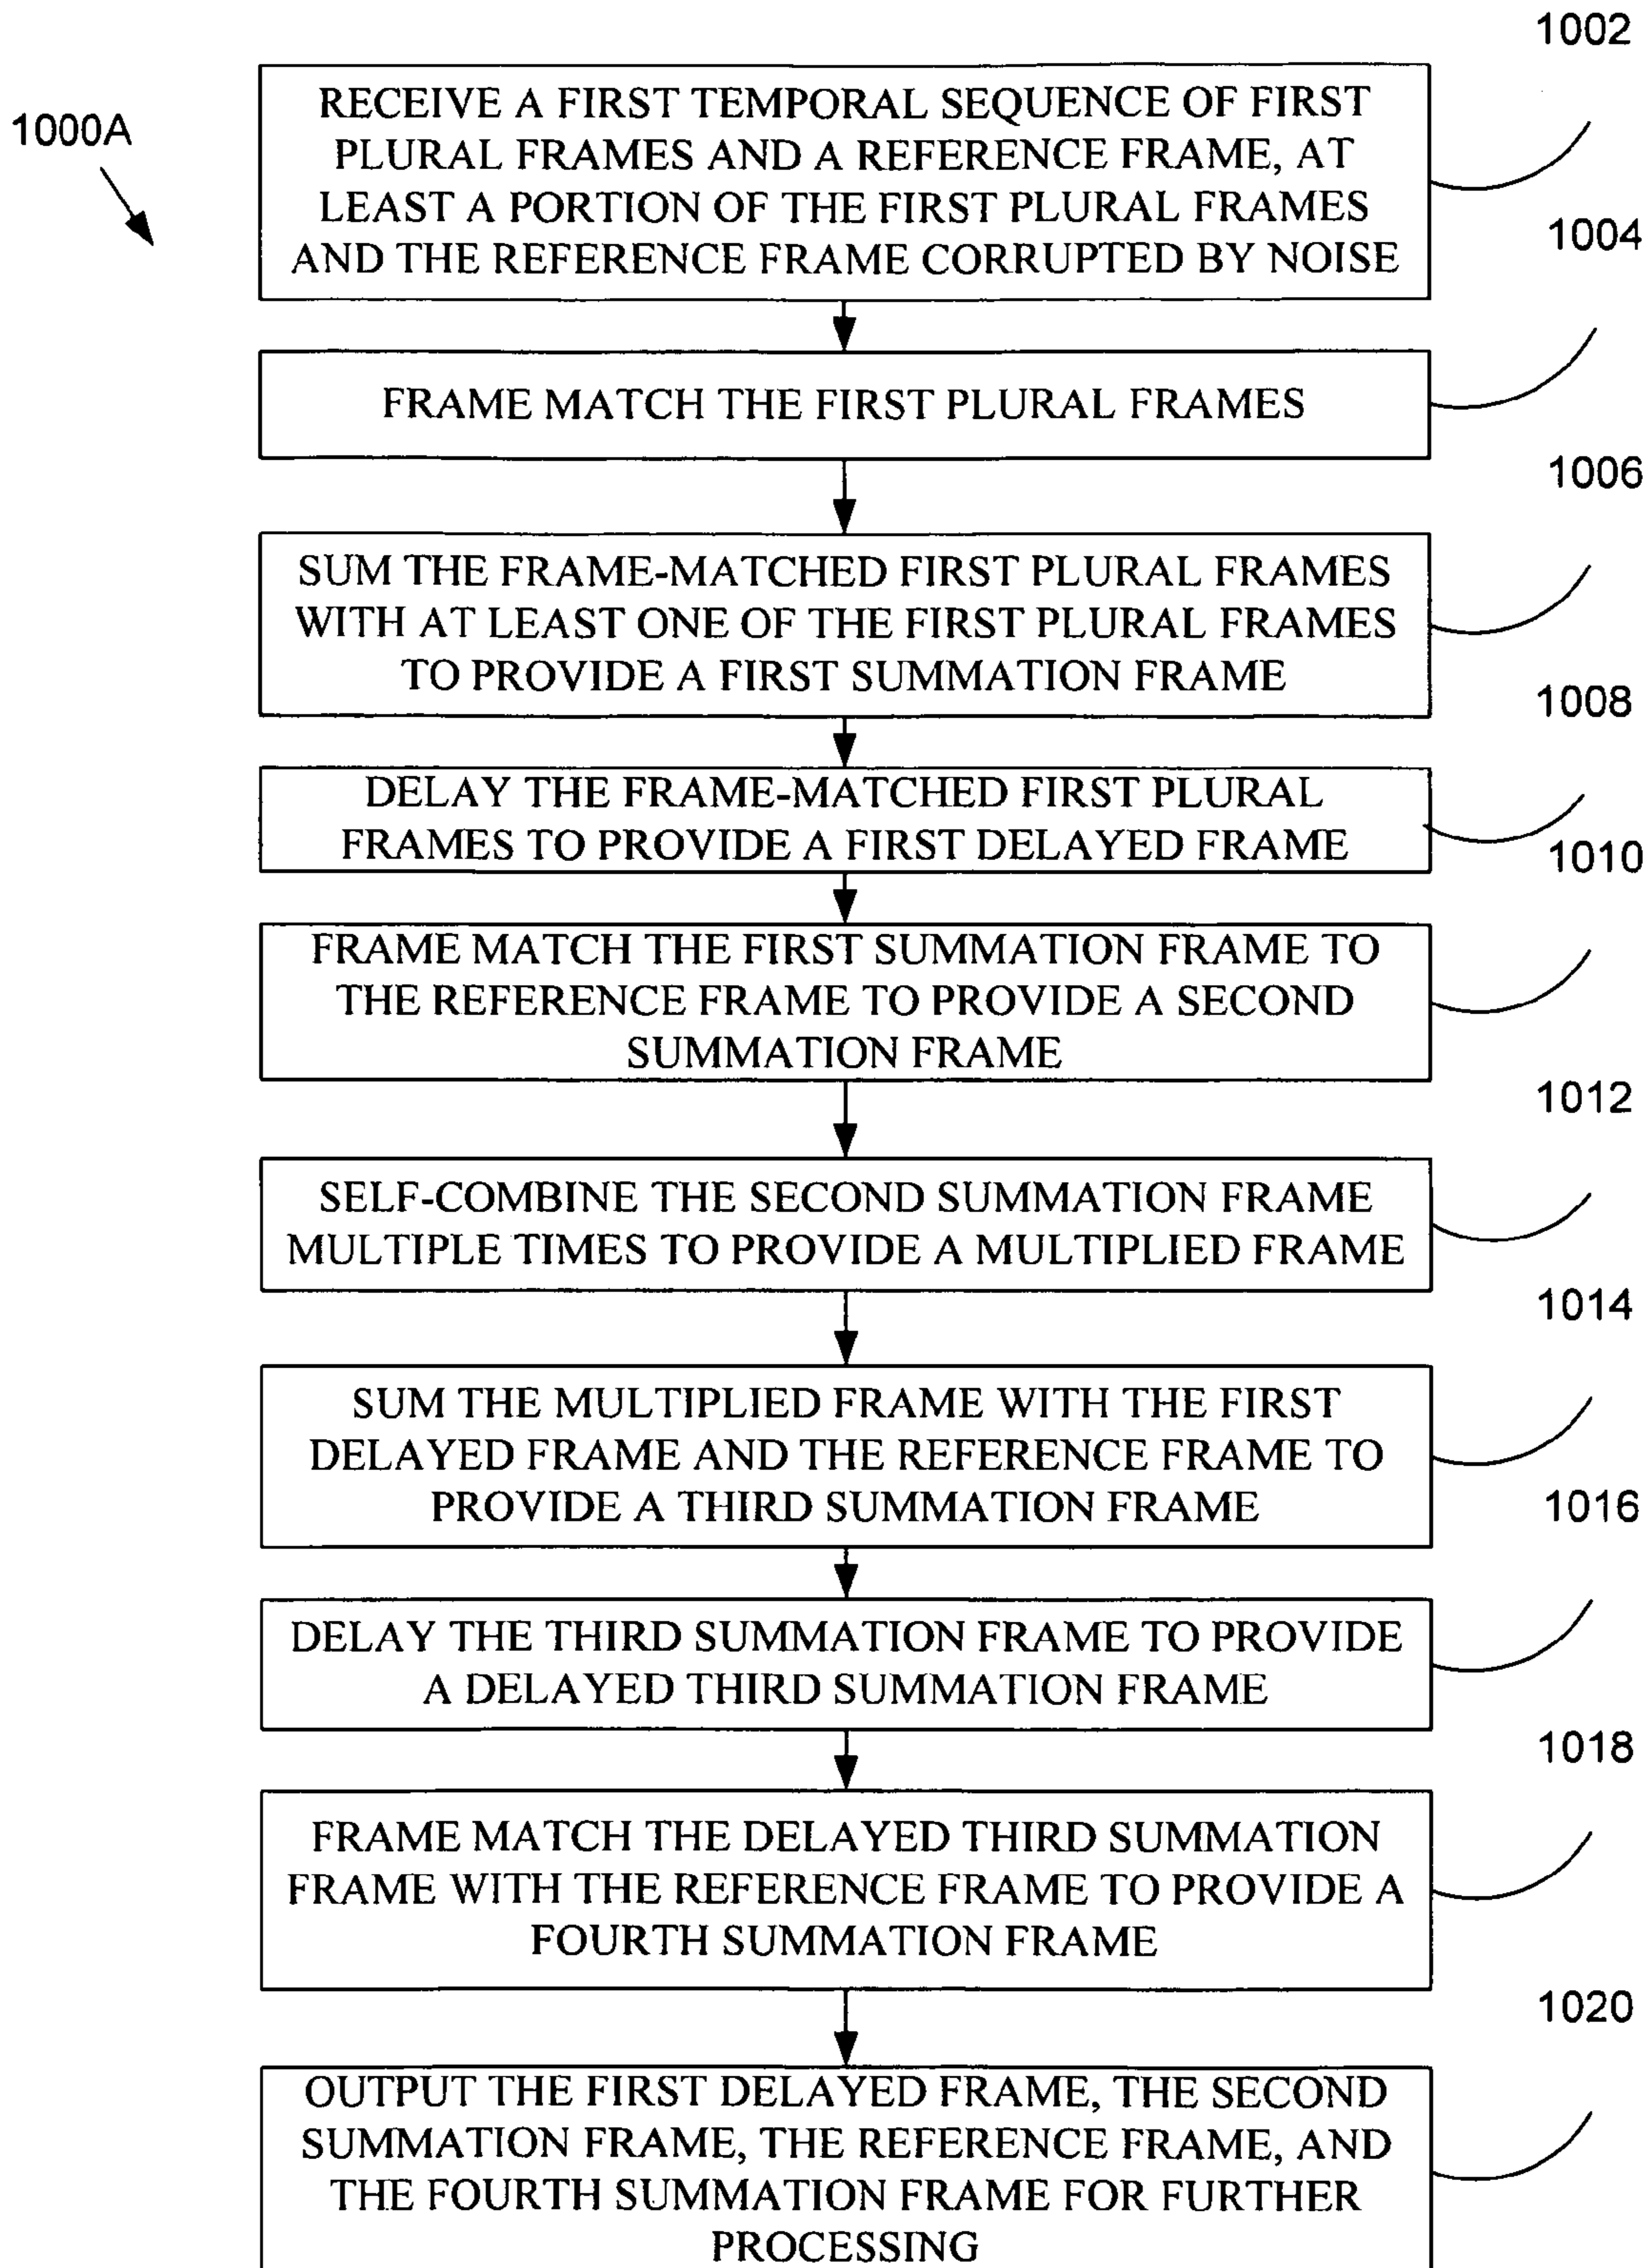 1002
1000A
RECEIVE A FIRST TEMPORAL SEQUENCE OF FIRST
PLURAL FRAMES AND A REFERENCE FRAME, AT
LEAST A PORTION OF THE FIRST PLURAL FRAMES
AND THE REFERENCE FRAME CORRUPTED BY NOISE
1004
FRAME MATCH THE FIRST PLURAL FRAMES
1006
SUM THE FRAME-MATCHED FIRST PLURAL FRAMES
WITH AT LEAST ONE OF THE FIRST PLURAL FRAMES
TO PROVIDE A FIRST SUMMATION FRAME
1008
DELAY THE FRAME-MATCHED FIRST PLURAL
FRAMES TO PROVIDE A FIRST DELAYED FRAME
1010
FRAME MATCH THE FIRST SUMMATION FRAME TO
THE REFERENCE FRAME TO PROVIDE A SECOND
SUMMATION FRAME
1012
SELF-COMBINE THE SECOND SUMMATION FRAME
MULTIPLE TIMES TO PROVIDE A MULTIPLIED FRAME
1014
SUM THE MULTIPLIED FRAME WITH THE FIRST
DELAYED FRAME AND THE REFERENCE FRAME TO
PROVIDE A THIRD SUMMATION FRAME
1016
DELAY THE THIRD SUMMATION FRAME TO PROVIDE
A DELAYED THIRD SUMMATION FRAME
1018
FRAME MATCH THE DELAYED THIRD SUMMATION
FRAME WITH THE REFERENCE FRAME TO PROVIDE A
FOURTH SUMMATION FRAME
1020
OUTPUT THE FIRST DELAYED FRAME, THE SECOND
SUMMATION FRAME, THE REFERENCE FRAME, AND
THE FOURTH SUMMATION FRAME FOR FURTHER
PROCESSING